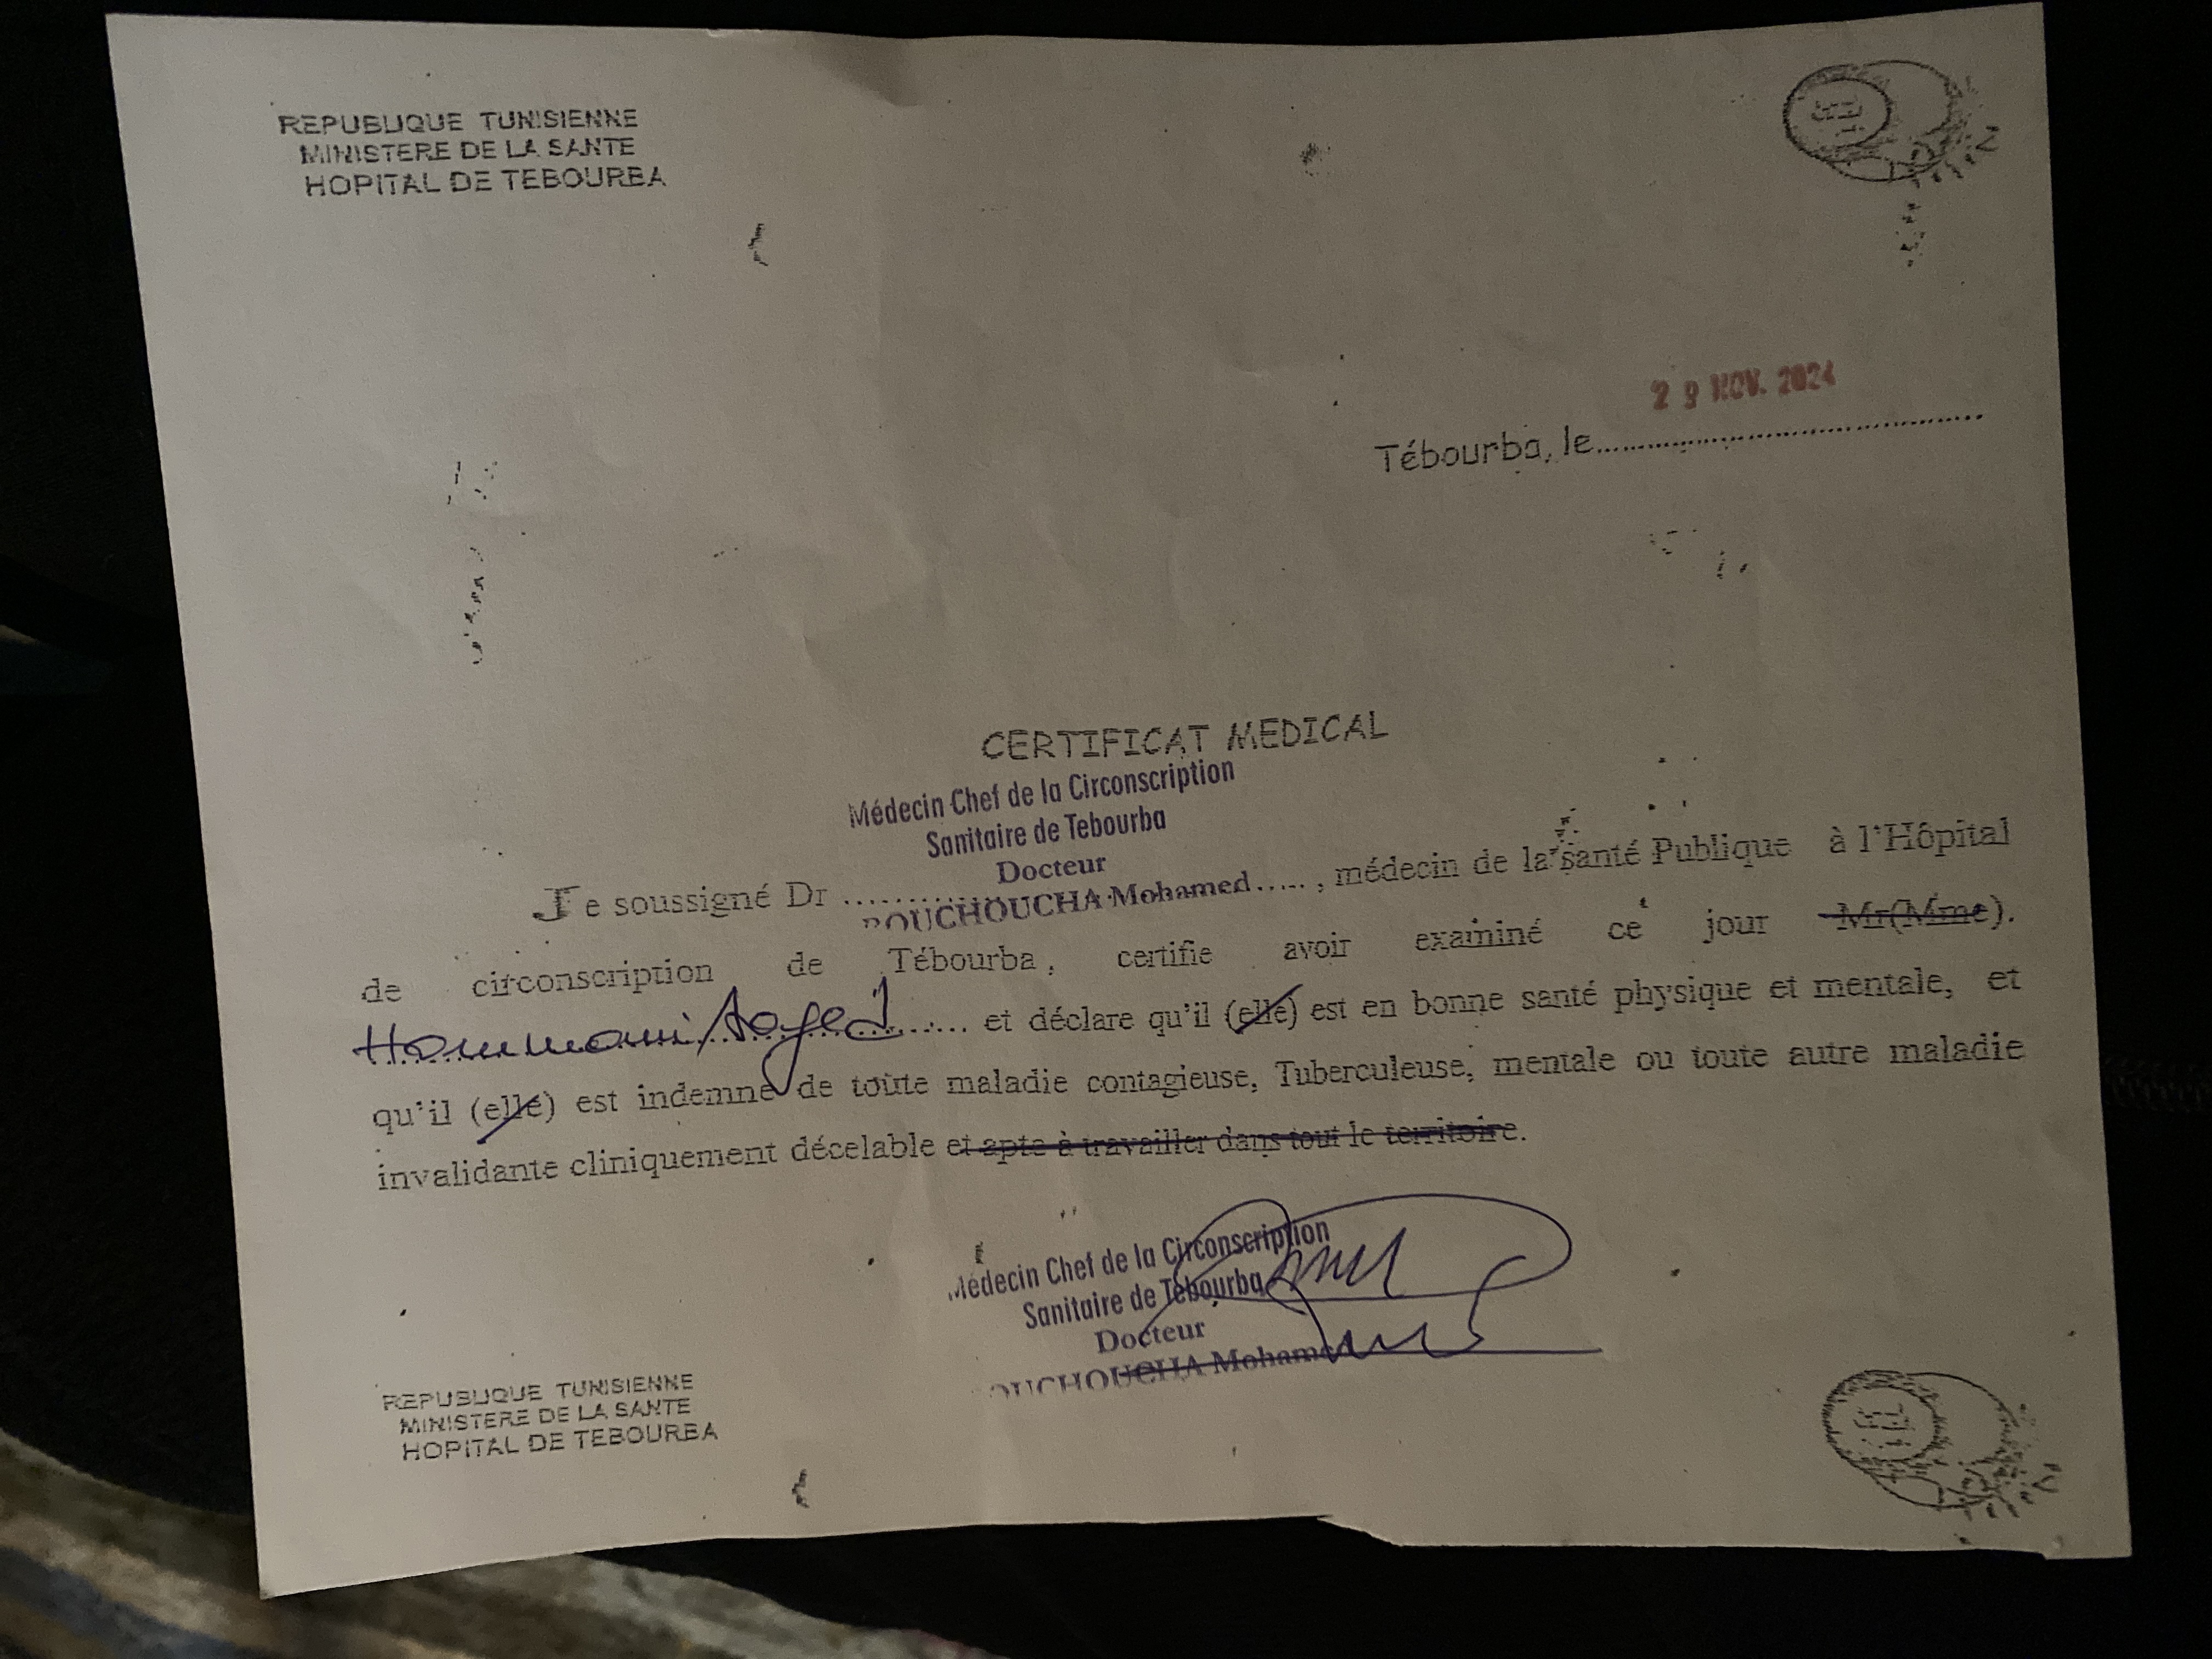 REPUBLIQUE TUNISIENNE
MINISTERE DE LA SANTE
HOPITAL DE TEBOURBA
29 NOV. 2024
Tébourba, le
CERTIFICAT MEDICAL
Médecin Chef de la Circonscription
Sanitaire de Tebourba
Docteur
BOUCHOUCHA Mohamed
Je soussigné Dr ............ , médecin de la santé Publique à l'Hôpital
de circonscription de Tébourba, certifie avoir examiné ce jour Mr(Mme).
Hammami ............ et déclare qu'il (elle) est en bonne santé physique et mentale, et
qu'il (elle) est indemne de toute maladie contagieuse, Tuberculeuse, mentale ou toute autre maladie
invalidante cliniquement décelable et apte à travailler dans tout le territoire.
Médecin Chef de la Circonscription
Sanitaire de Tebourba
Docteur
OUCHOUCHA Mohamed
REPUBLIQUE TUNISIENNE
MINISTERE DE LA SANTE
HOPITAL DE TEBOURBA